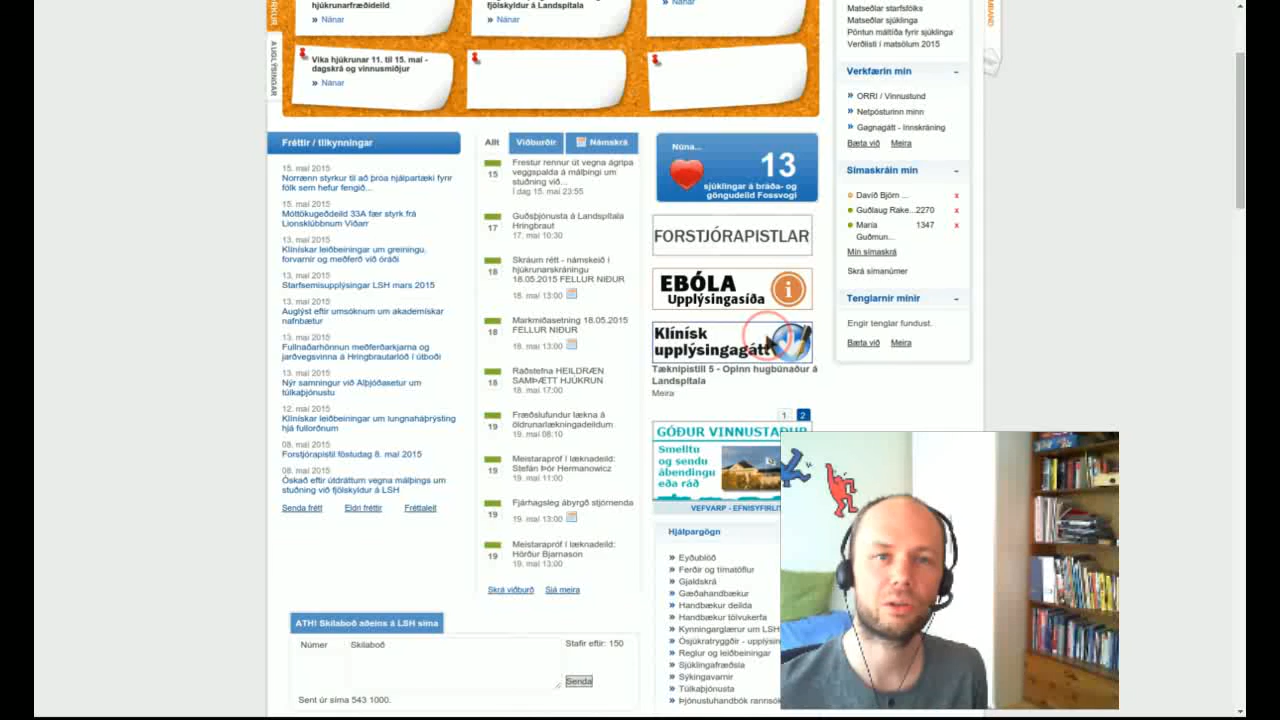 hjúkrunarfræðideild
» Nánar
fjölskyldur á Landspítala
» Nánar
Nánar
AUGLÝSINGAR
Vika hjúkrunar 11. til 15. maí -
dagskrá og vinnusmiðjur
» Nánar
Fréttir / tilkynningar
15. maí 2015
Norrænn styrkur til að þróa hjálpartæki fyrir
fólk sem hefur fengið...
15. maí 2015
Móttökugeðdeild 33A fær styrk frá
Lionsklúbbnum Víðarr
13. maí 2015
Klínískar leiðbeiningar um greiningu,
forvarnir og meðferð við óráði
13. maí 2015
Starfsemisupplýsingar LSH mars 2015
13. maí 2015
Auglýst eftir umsóknum um akademískar
nafnbætur
13. maí 2015
Fullnaðarhönnun meðferðarkjarna og
jarðvegsvinna á Hringbrautarlóð í útboði
13. maí 2015
Nýr samningur við Alþjóðasetur um
túlkaþjónustu
12. maí 2015
Klínískar leiðbeiningar um lungnaháþrýsting
hjá fullorðnum
08. maí 2015
Forstjórapistill föstudag 8. maí 2015
08. maí 2015
Óskað eftir útdráttum vegna málþings um
stuðning við fjölskyldur á LSH
Senda frétt Eldri fréttir Fréttaleit
Allt Viðburðir Námskrá
15
Frestur rennur út vegna ágripa
veggspalda á málþingi um
stuðning við...
Í dag 15. maí 23:55
17
Guðsþjónusta á Landspítala
Hringbraut
17. maí 10:30
18
Skráum rétt - námskeið í
hjúkrunarskráningu
18.05.2015 FELLUR NIÐUR
18. maí 13:00
18
Markmiðasetning 18.05.2015
FELLUR NIÐUR
18. maí 13:00
18
Ráðstefna HEILDRÆN
SAMÞÆTT HJÚKRUN
18. maí 17:00
19
Fræðslufundur lækna á
öldrunarlækningadeildum
19. maí 08:10
19
Meistarapróf í læknadeild:
Stefán Þór Hermanowicz
19. maí 11:00
19
Fjárhagsleg ábyrgð stjórnenda
19. maí 13:00
19
Meistarapróf í læknadeild:
Hörður Bjarnason
19. maí 13:00
Skrá viðburð Sjá meira
ATH! Skilaboð aðeins á LSH síma
Númer Skilaboð Stafir eftir: 150
Senda
Sent úr síma 543 1000.
Núna...
13
sjúklingar á bráða- og
göngudeild Fossvogi
FORSTJÓRAPISTLAR
EBÓLA
Upplýsingasíða
Klínísk
upplýsingagátt
Tæknipistill 5 - Opinn hugbúnaður á
Landspítala
Meira
1 2
GÓÐUR VINNUSTAÐUR
Smelltu
og sendu
ábendingu
eða ráð
VEFVARP - EFNISYFIRLIT
Hjálpargögn
» Eyðublöð
» Ferðir og tímatöflur
» Gjaldskrá
» Gæðahandbækur
» Handbækur deilda
» Handbækur tölvukerfa
» Kynningarglærur um LSH
» Ósjúkratryggðir - upplýsin
» Reglur og leiðbeiningar
» Sjúklingafræðsla
» Sýkingavarnir
» Túlkaþjónusta
» Þjónustuhandbók rannsók
Matseðlar starfsfólks
Matseðlar sjúklinga
Pöntun máltíða fyrir sjúklinga
Verðlisti í matsölum 2015
Verkfærin mín -
» ORRI / Vinnustund
» Netpósturinn minn
» Gagnagátt - Innskráning
Bæta við Meira
Símaskráin mín -
Davíð Björn ... x
Guðlaug Rake...2270 x
María 1347 x
Guðmun...
Mín símaskrá
Skrá símanúmer
Tenglarnir mínir -
Engir tenglar fundust.
Bæta við Meira